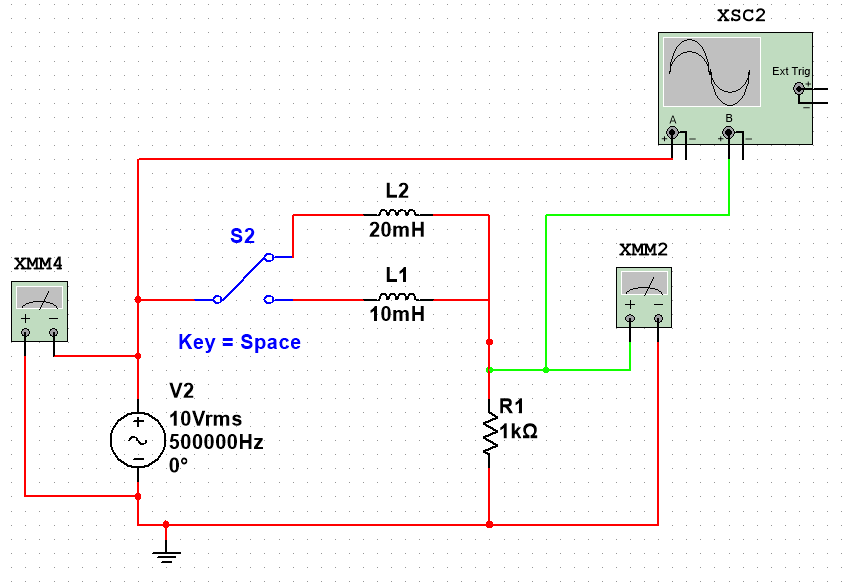 XSC2
Ext Trig
+
−
A
B
+ − + −
L2
20mH
S2
L1
10mH
Key = Space
XMM4
+ −
XMM2
+ −
V2
10Vrms
500000Hz
0°
+
−
R1
1kΩ